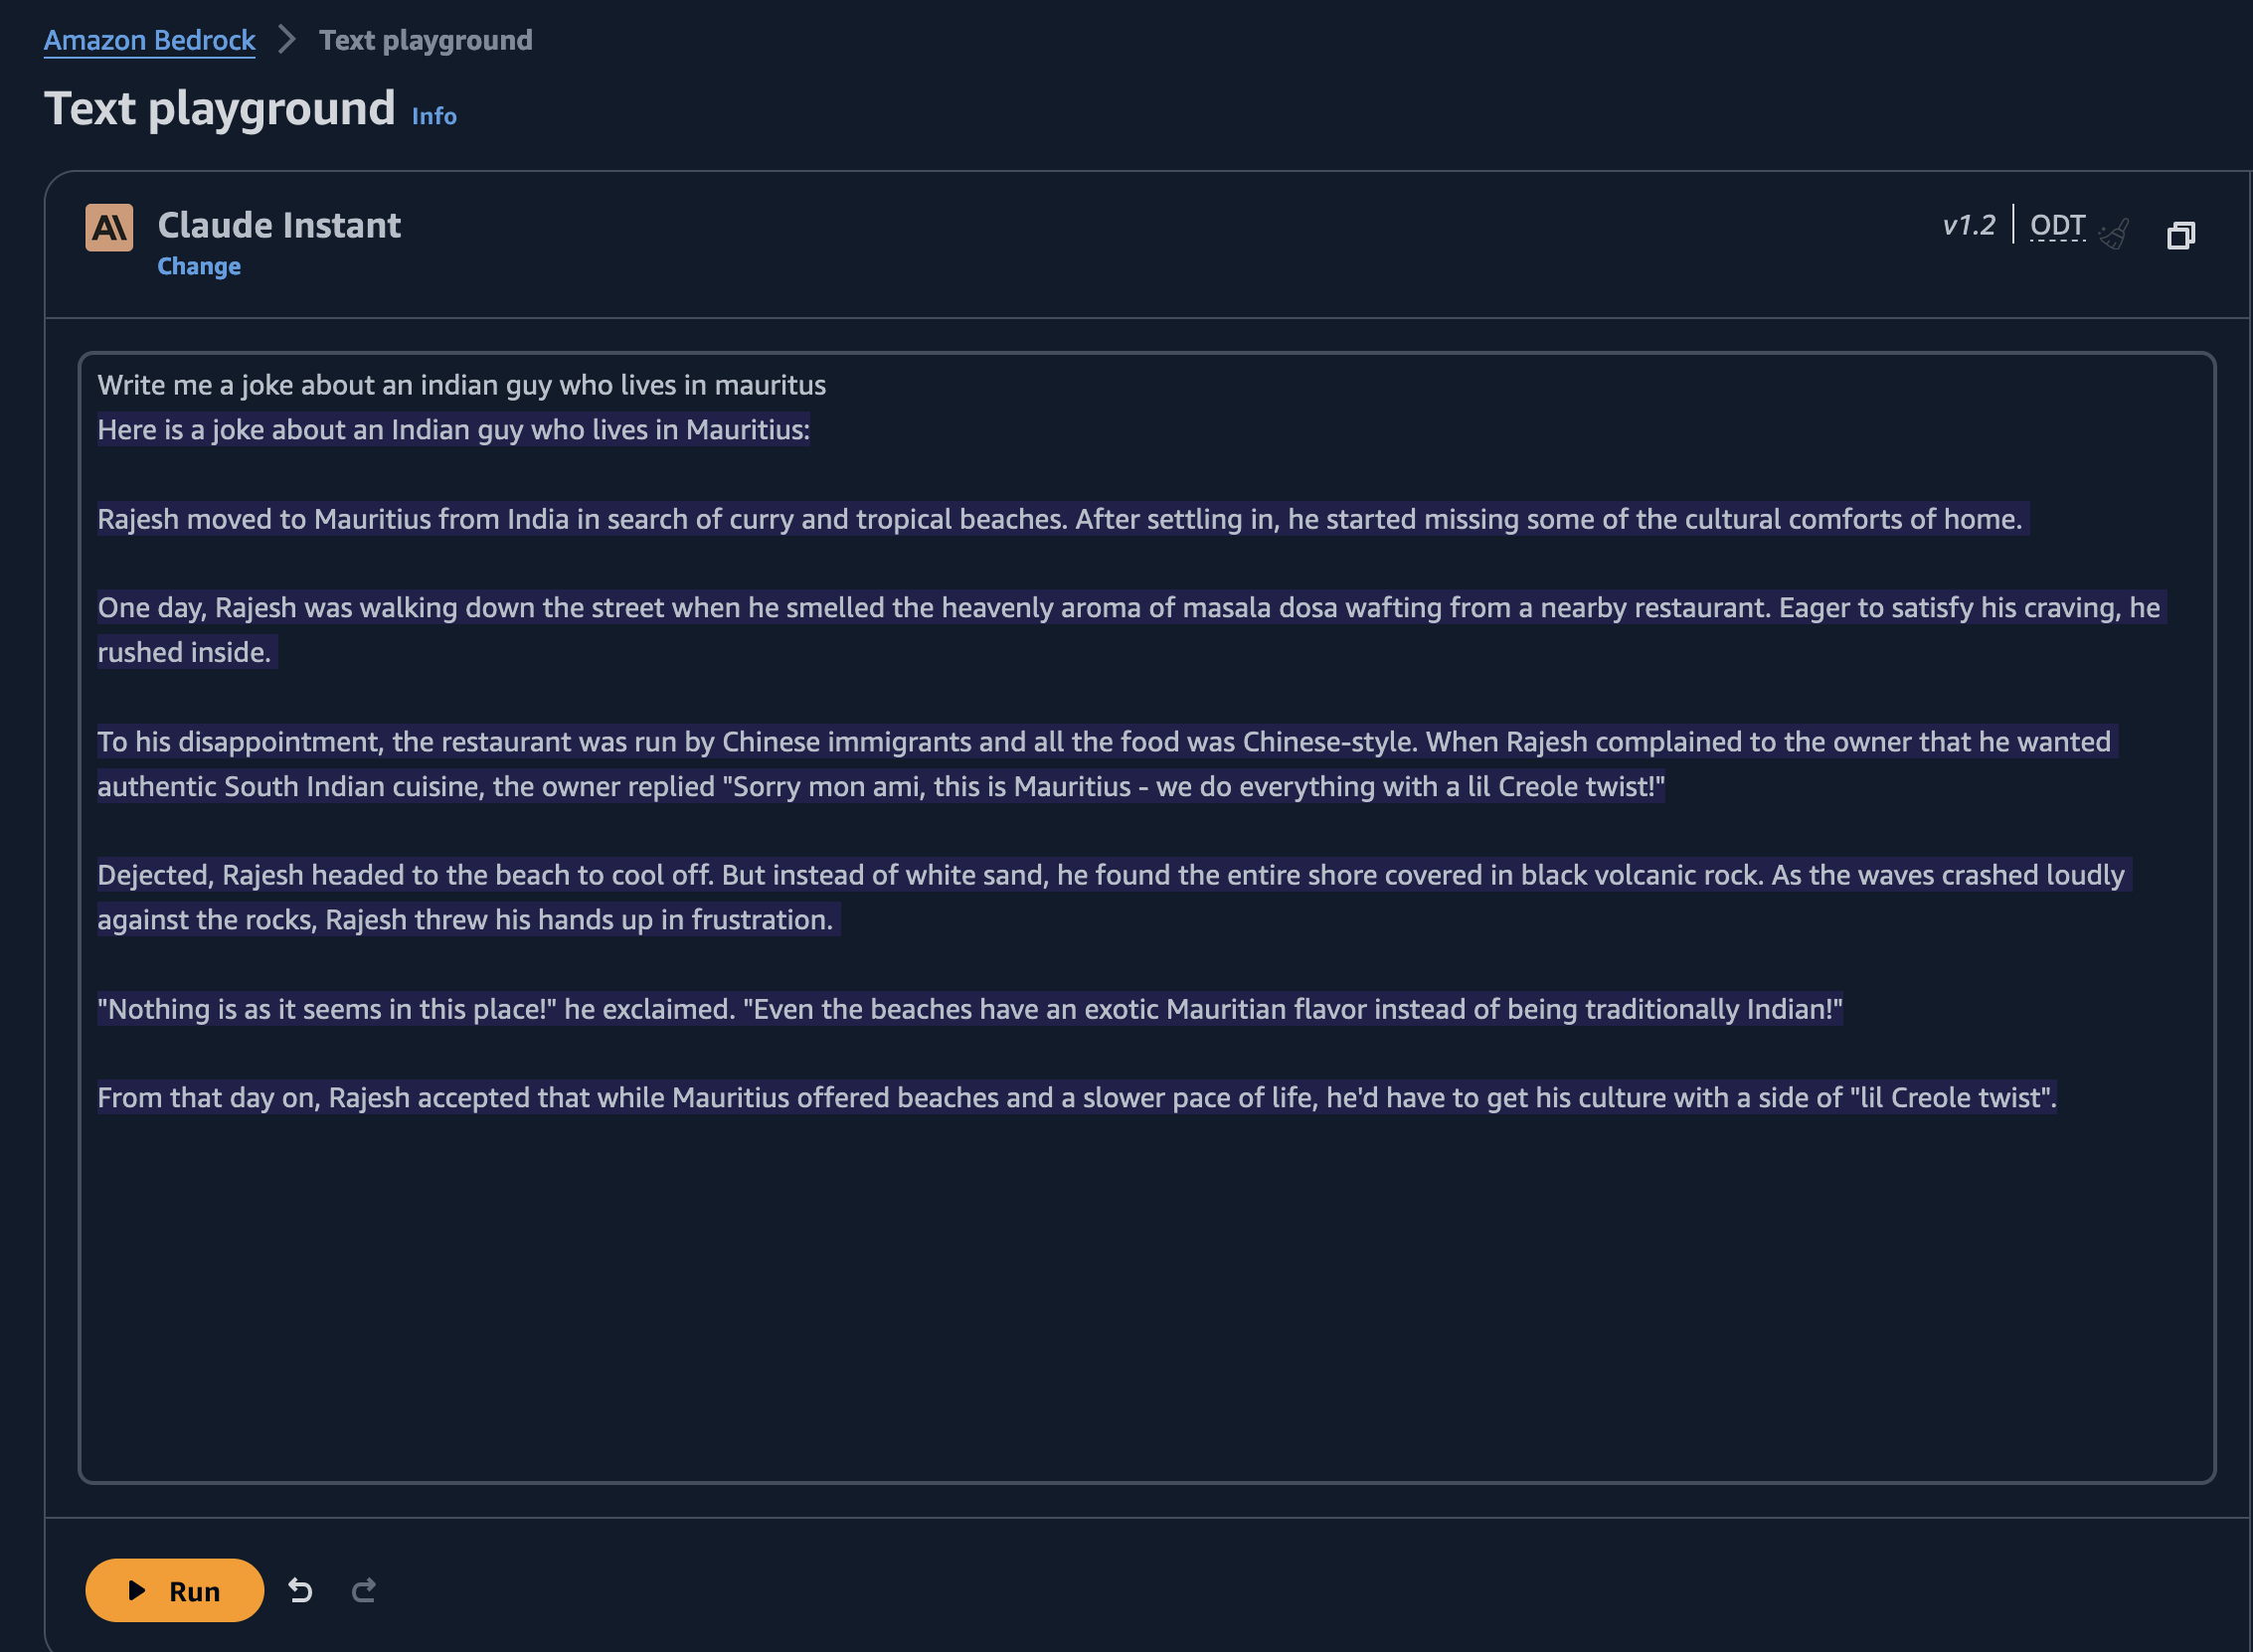 Amazon Bedrock > Text playground
Text playground Info
Claude Instant
v1.2 | ODT
Change
Write me a joke about an indian guy who lives in mauritus
Here is a joke about an Indian guy who lives in Mauritius:
Rajesh moved to Mauritius from India in search of curry and tropical beaches. After settling in, he started missing some of the cultural comforts of home.
One day, Rajesh was walking down the street when he smelled the heavenly aroma of masala dosa wafting from a nearby restaurant. Eager to satisfy his craving, he
rushed inside.
To his disappointment, the restaurant was run by Chinese immigrants and all the food was Chinese-style. When Rajesh complained to the owner that he wanted
authentic South Indian cuisine, the owner replied "Sorry mon ami, this is Mauritius - we do everything with a lil Creole twist!"
Dejected, Rajesh headed to the beach to cool off. But instead of white sand, he found the entire shore covered in black volcanic rock. As the waves crashed loudly
against the rocks, Rajesh threw his hands up in frustration.
"Nothing is as it seems in this place!" he exclaimed. "Even the beaches have an exotic Mauritian flavor instead of being traditionally Indian!"
From that day on, Rajesh accepted that while Mauritius offered beaches and a slower pace of life, he'd have to get his culture with a side of "lil Creole twist".
Run